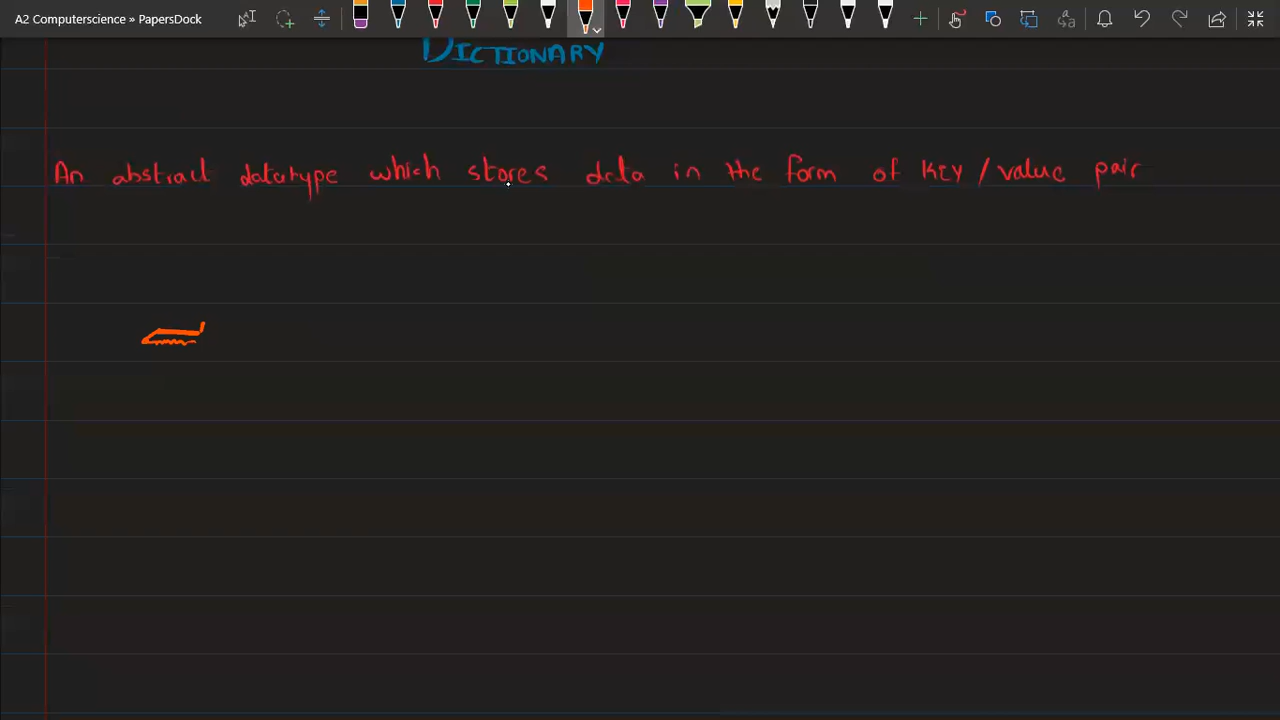 A2 Computerscience » PapersDock
DICTIONARY
An abstract datatype which stores data in the form of key / value pair